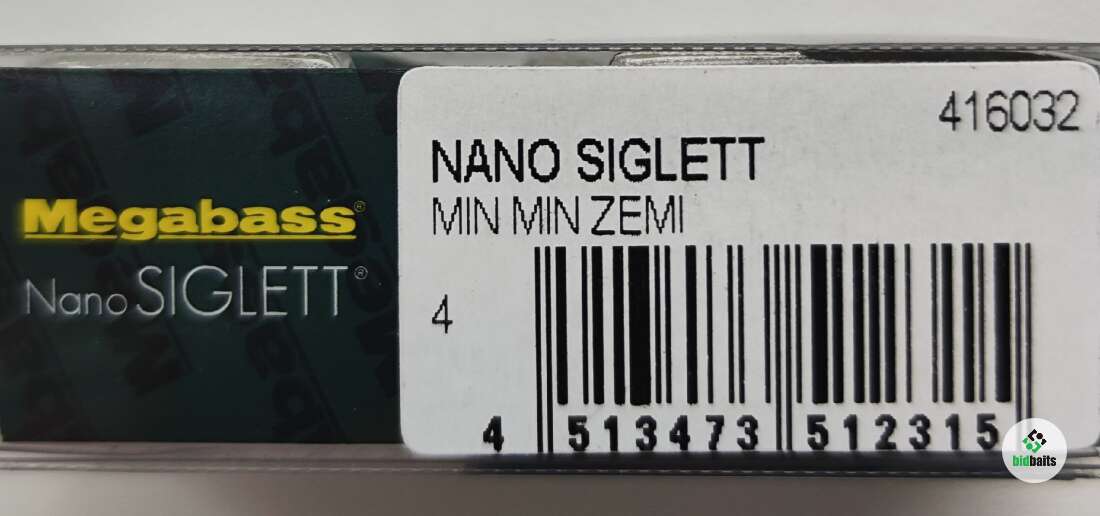 Megabass®
Nano SIGLETT®
416032
NANO SIGLETT
MIN MIN ZEMI
4
4 513473 512315
bidbaits